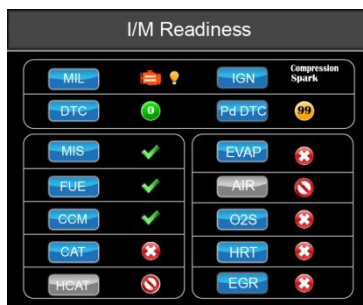 I/M Readiness
MIL
IGN
Compression
Spark
DTC
0
Pd DTC
99
MIS
EVAP
FUE
AIR
CCM
O2S
CAT
HRT
HCAT
EGR